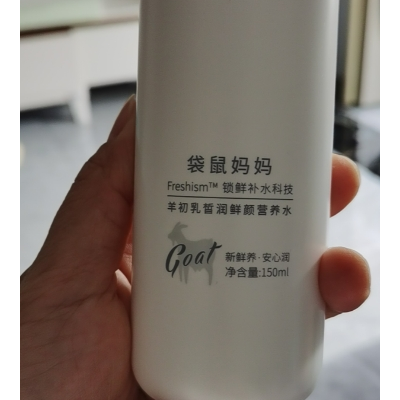 袋鼠妈妈
Freshism™ 锁鲜补水科技
羊初乳皙润鲜颜营养水
Goat
新鲜养·安心润
净含量:150ml